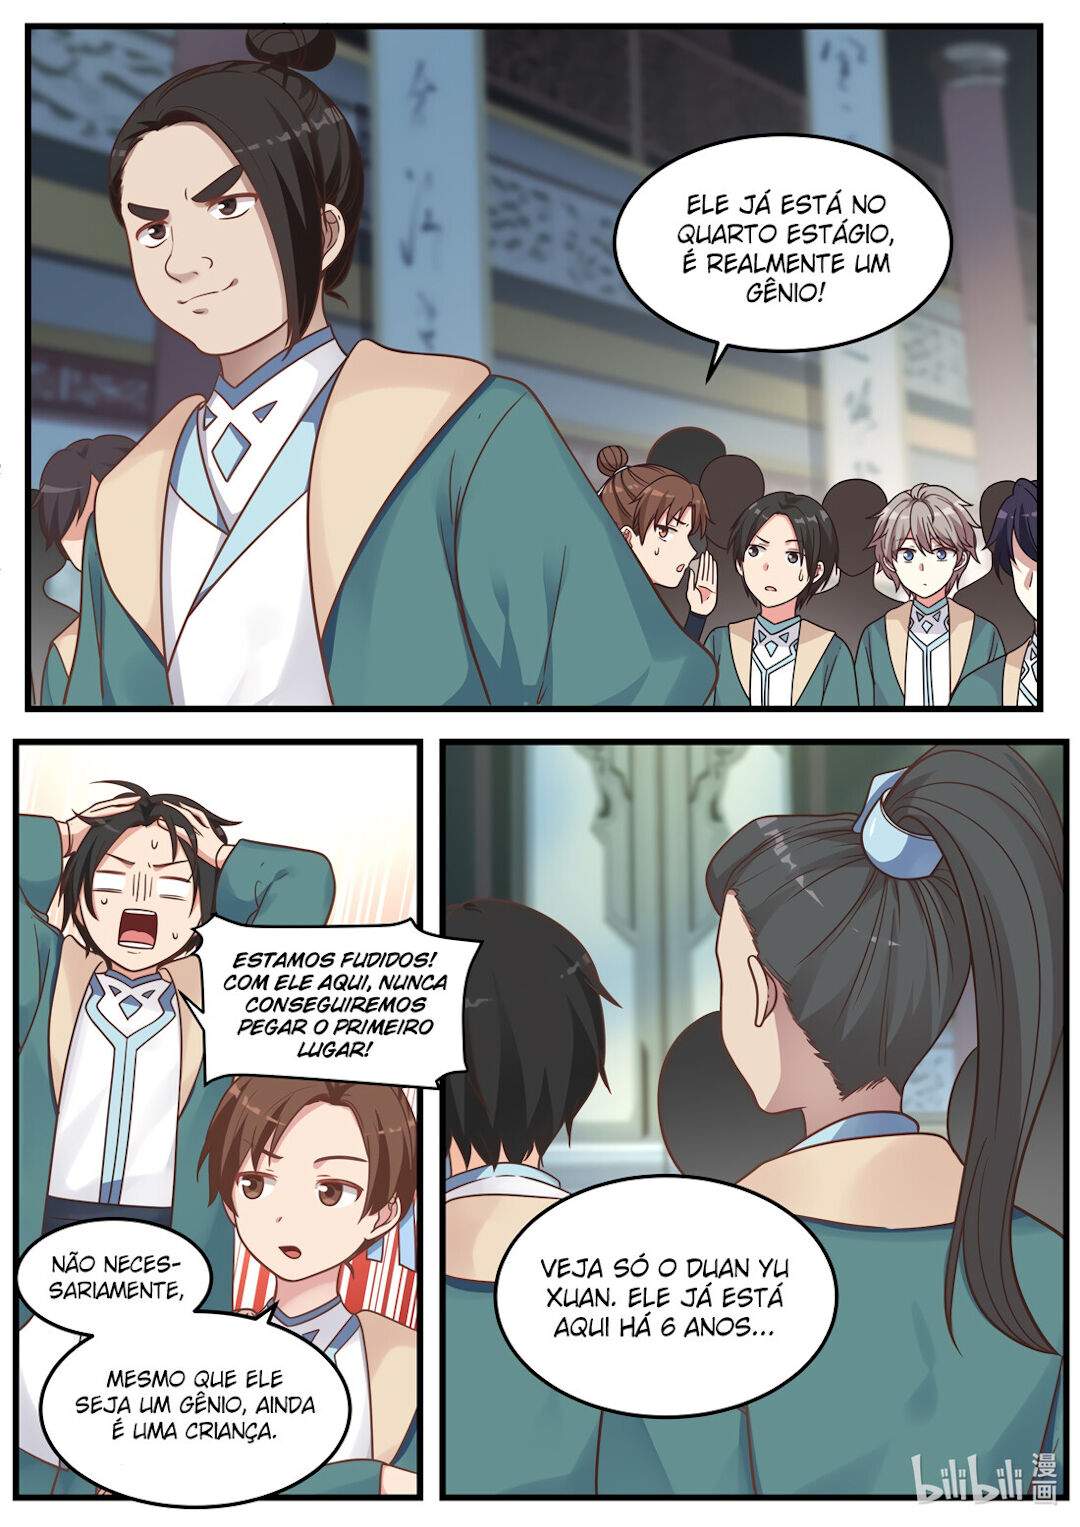 ELE JÁ ESTÁ NO
QUARTO ESTÁGIO,
É REALMENTE UM
GÊNIO!
ESTAMOS FUDIDOS!
COM ELE AQUI, NUNCA
CONSEGUIREMOS
PEGAR O PRIMEIRO
LUGAR!
NÃO NECES-
SARIAMENTE,
MESMO QUE ELE
SEJA UM GÊNIO, AINDA
É UMA CRIANÇA.
VEJA SÓ O DUAN YU
XUAN. ELE JÁ ESTÁ
AQUI HÁ 6 ANOS...
bilibili 漫画